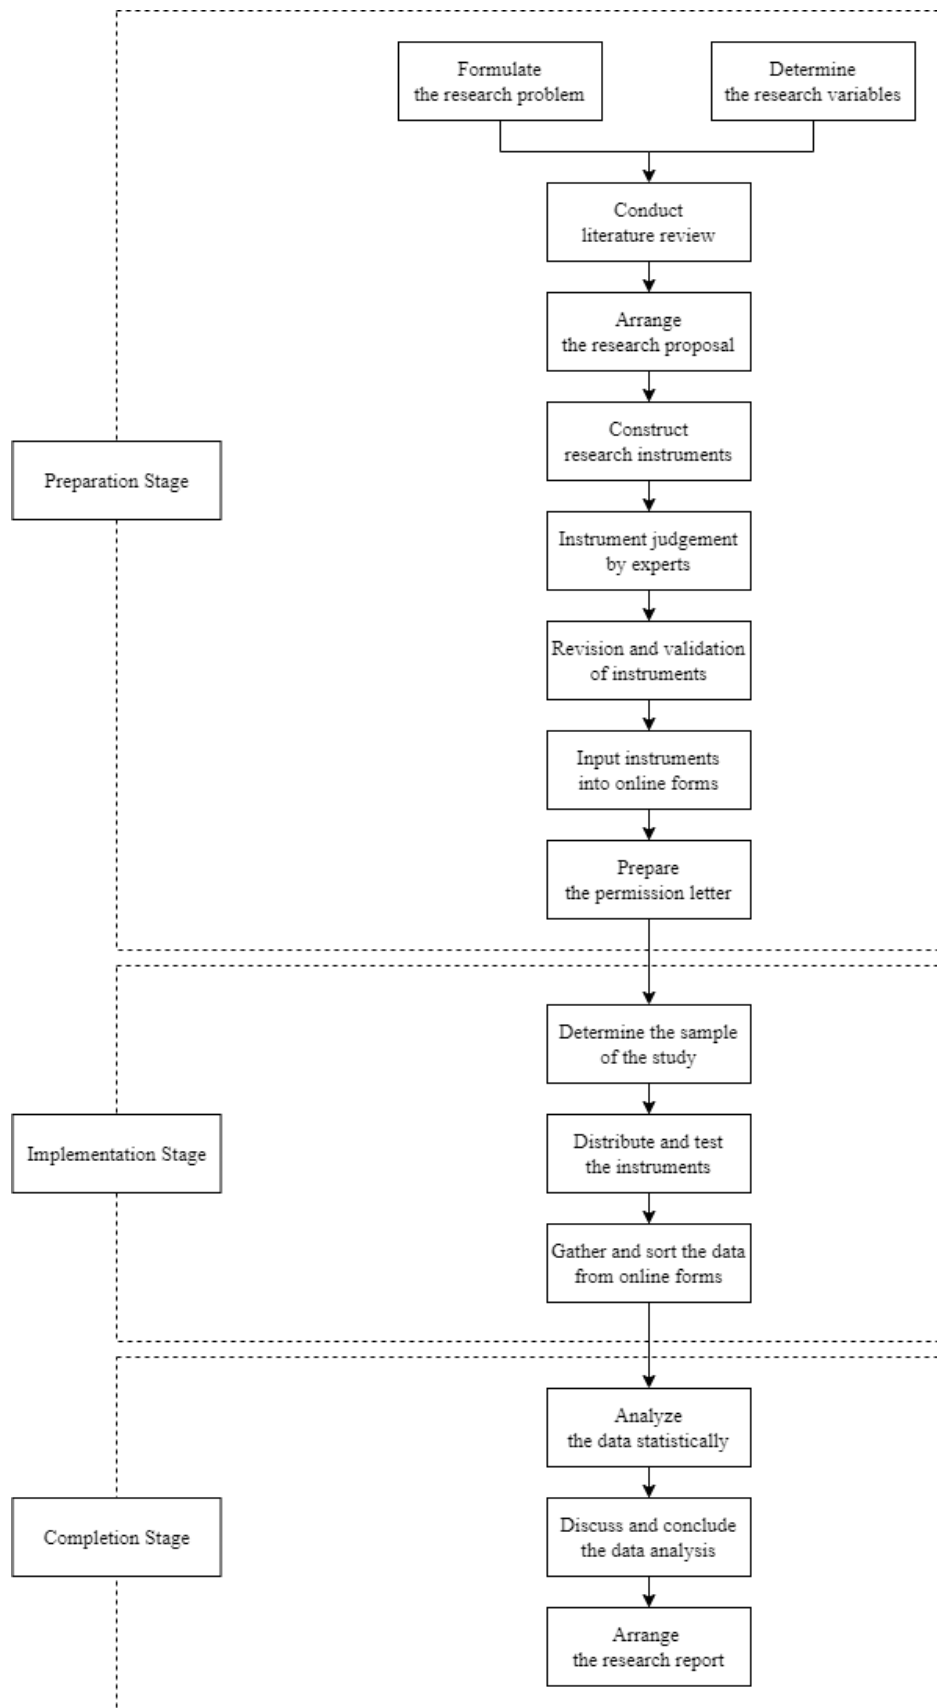 Formulate
the research problem
Determine
the research variables
Conduct
literature review
Arrange
the research proposal
Construct
research instruments
Preparation Stage
Instrument judgement
by experts
Revision and validation
of instruments
Input instruments
into online forms
Prepare
the permission letter
Determine the sample
of the study
Implementation Stage
Distribute and test
the instruments
Gather and sort the data
from online forms
Analyze
the data statistically
Completion Stage
Discuss and conclude
the data analysis
Arrange
the research report